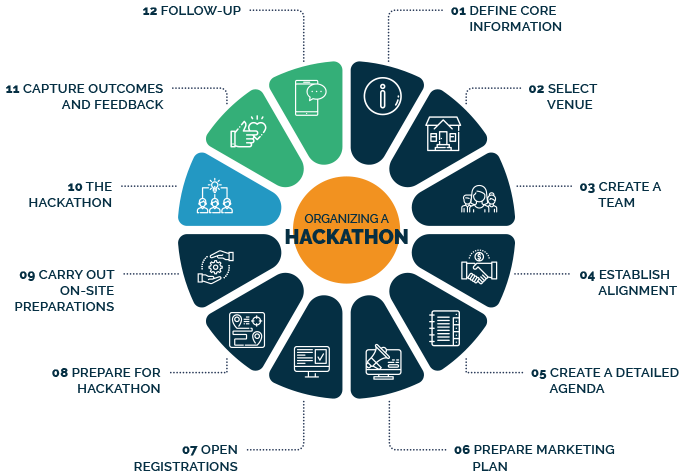 12 FOLLOW-UP
01 DEFINE CORE
INFORMATION
11 CAPTURE OUTCOMES
AND FEEDBACK
02 SELECT
VENUE
10 THE
HACKATHON
03 CREATE A
TEAM
ORGANIZING A
HACKATHON
09 CARRY OUT
ON-SITE
PREPARATIONS
04 ESTABLISH
ALIGNMENT
08 PREPARE FOR
HACKATHON
05 CREATE A DETAILED
AGENDA
07 OPEN
REGISTRATIONS
06 PREPARE MARKETING
PLAN